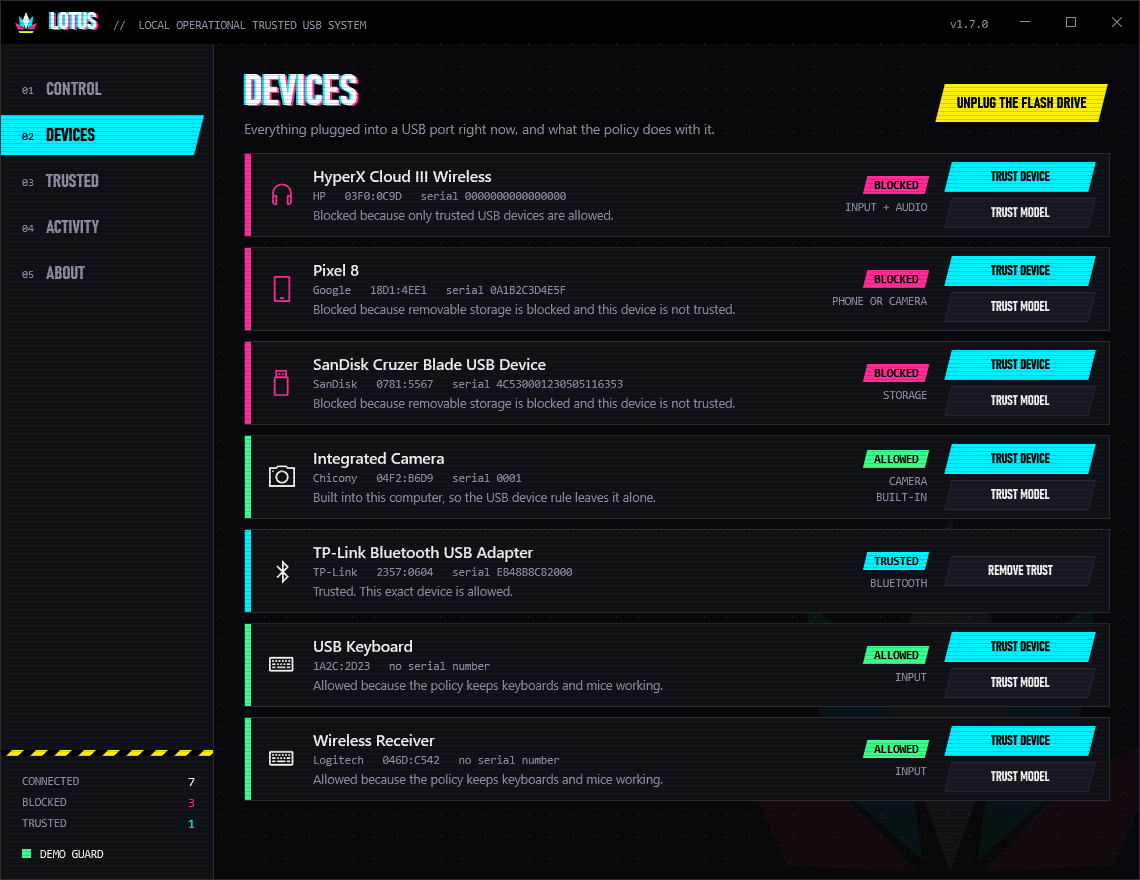 LOTUS // LOCAL OPERATIONAL TRUSTED USB SYSTEM
v1.7.0
01 CONTROL
02 DEVICES
03 TRUSTED
04 ACTIVITY
05 ABOUT
CONNECTED 7
BLOCKED 3
TRUSTED 1
DEMO GUARD
DEVICES
Everything plugged into a USB port right now, and what the policy does with it.
UNPLUG THE FLASH DRIVE
HyperX Cloud III Wireless
HP 03F0:0C9D serial 0000000000000000
Blocked because only trusted USB devices are allowed.
BLOCKED
INPUT + AUDIO
TRUST DEVICE
TRUST MODEL
Pixel 8
Google 18D1:4EE1 serial 0A1B2C3D4E5F
Blocked because removable storage is blocked and this device is not trusted.
BLOCKED
PHONE OR CAMERA
TRUST DEVICE
TRUST MODEL
SanDisk Cruzer Blade USB Device
SanDisk 0781:5567 serial 4C530001230505116353
Blocked because removable storage is blocked and this device is not trusted.
BLOCKED
STORAGE
TRUST DEVICE
TRUST MODEL
Integrated Camera
Chicony 04F2:B6D9 serial 0001
Built into this computer, so the USB device rule leaves it alone.
ALLOWED
CAMERA
BUILT-IN
TRUST DEVICE
TRUST MODEL
TP-Link Bluetooth USB Adapter
TP-Link 2357:0604 serial E848B8C82000
Trusted. This exact device is allowed.
TRUSTED
BLUETOOTH
REMOVE TRUST
USB Keyboard
1A2C:2D23 no serial number
Allowed because the policy keeps keyboards and mice working.
ALLOWED
INPUT
TRUST DEVICE
TRUST MODEL
Wireless Receiver
Logitech 046D:C542 no serial number
Allowed because the policy keeps keyboards and mice working.
ALLOWED
INPUT
TRUST DEVICE
TRUST MODEL